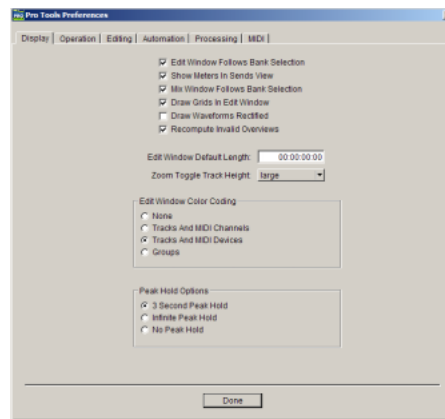 Pro Tools Preferences
Display Operation Editing Automation Processing MIDI
Edit Window Follows Bank Selection
Show Meters In Sends View
Mix Window Follows Bank Selection
Draw Grids In Edit Window
Draw Waveforms Rectified
Recompute Invalid Overviews
Edit Window Default Length: 00:00:00:00
Zoom Toggle Track Height: large
Edit Window Color Coding
None
Tracks And MIDI Channels
Tracks And MIDI Devices
Groups
Peak Hold Options
3 Second Peak Hold
Infinite Peak Hold
No Peak Hold
Done